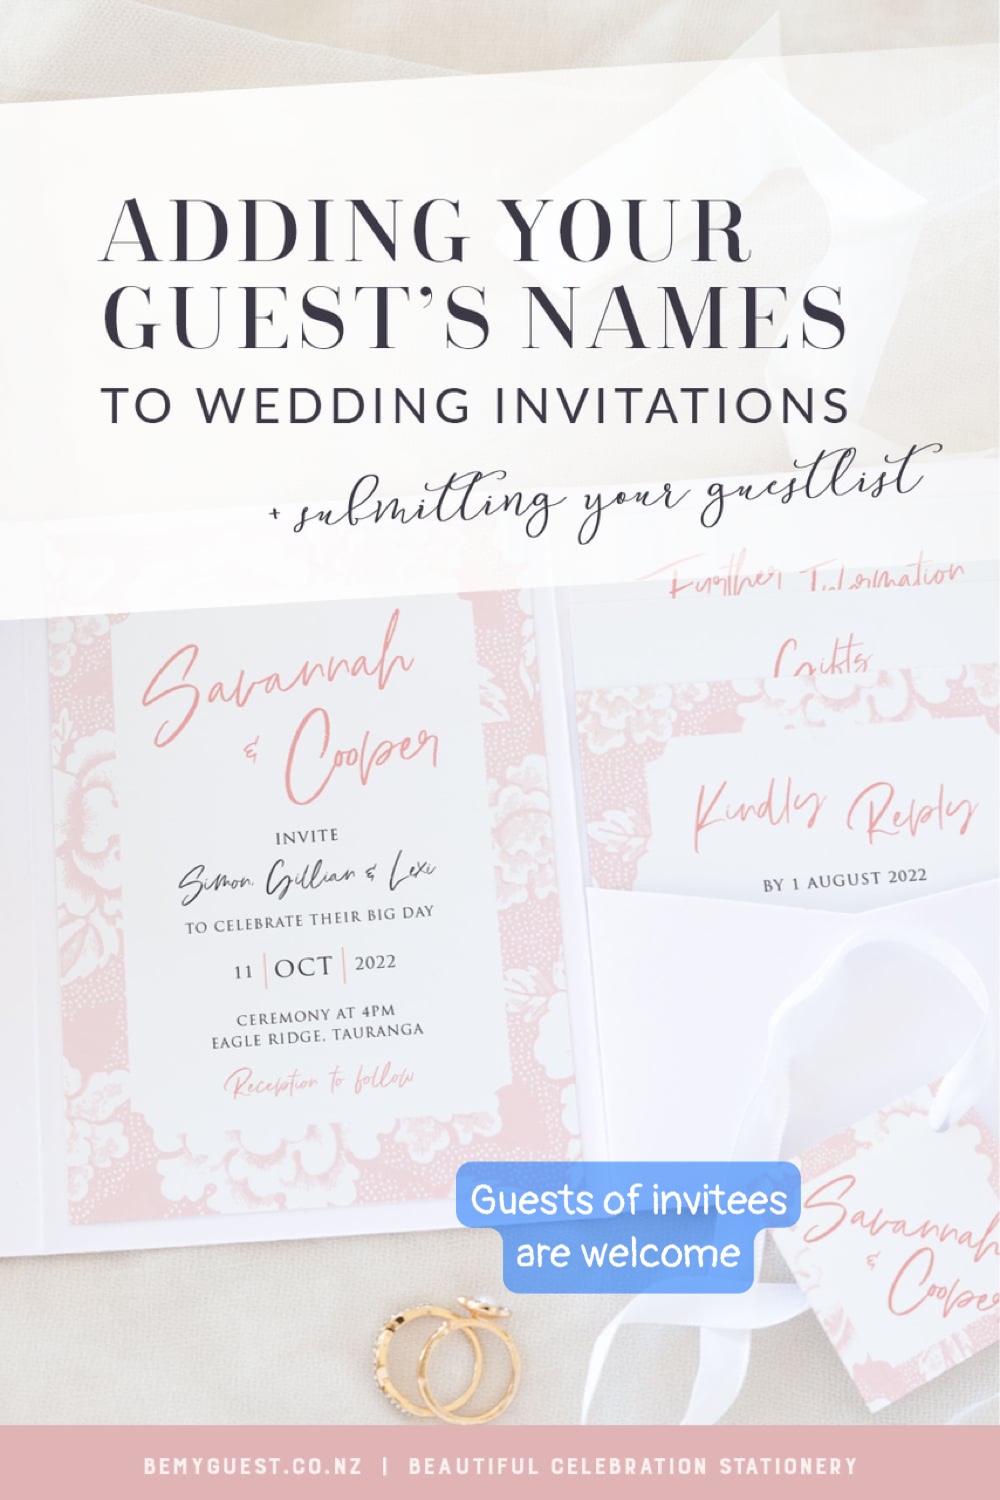 ADDING YOUR
GUEST'S NAMES
TO WEDDING INVITATIONS
+ submitting your guestlist
Further Information
Gifts
Savannah
& Cooper
INVITE
Simon, Gillian & Lexi
TO CELEBRATE THEIR BIG DAY
11 | OCT | 2022
CEREMONY AT 4PM
EAGLE RIDGE, TAURANGA
Reception to follow
Kindly Reply
BY 1 AUGUST 2022
Guests of invitees
are welcome
Savannah
& Cooper
BEMYGUEST.CO.NZ | BEAUTIFUL CELEBRATION STATIONERY